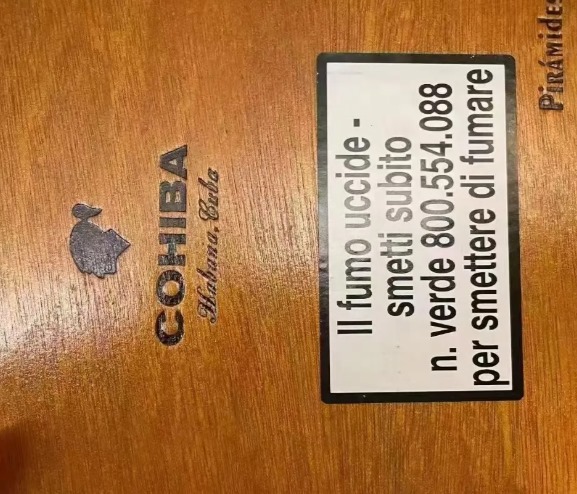 COHIBA
Habana, Cuba
Il fumo uccide -
smetti subito
n. verde 800.554.088
per smettere di fumare
PIRÁMIDES